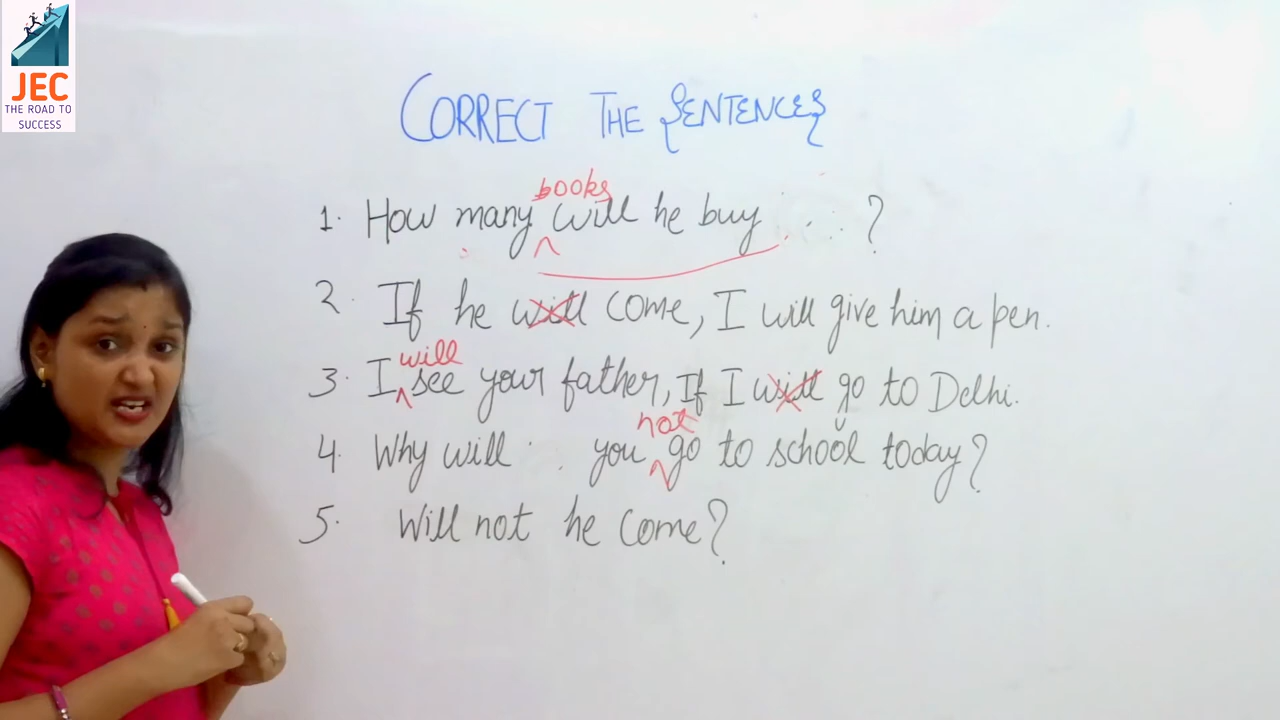 JEC
THE ROAD TO
SUCCESS
CORRECT THE SENTENCES
books
1. How many will he buy . . . ?
2. If he will come, I will give him a pen.
will
3. I see your father, If I will go to Delhi.
not
4. Why will . . you go to school today?
5. Will not he come?